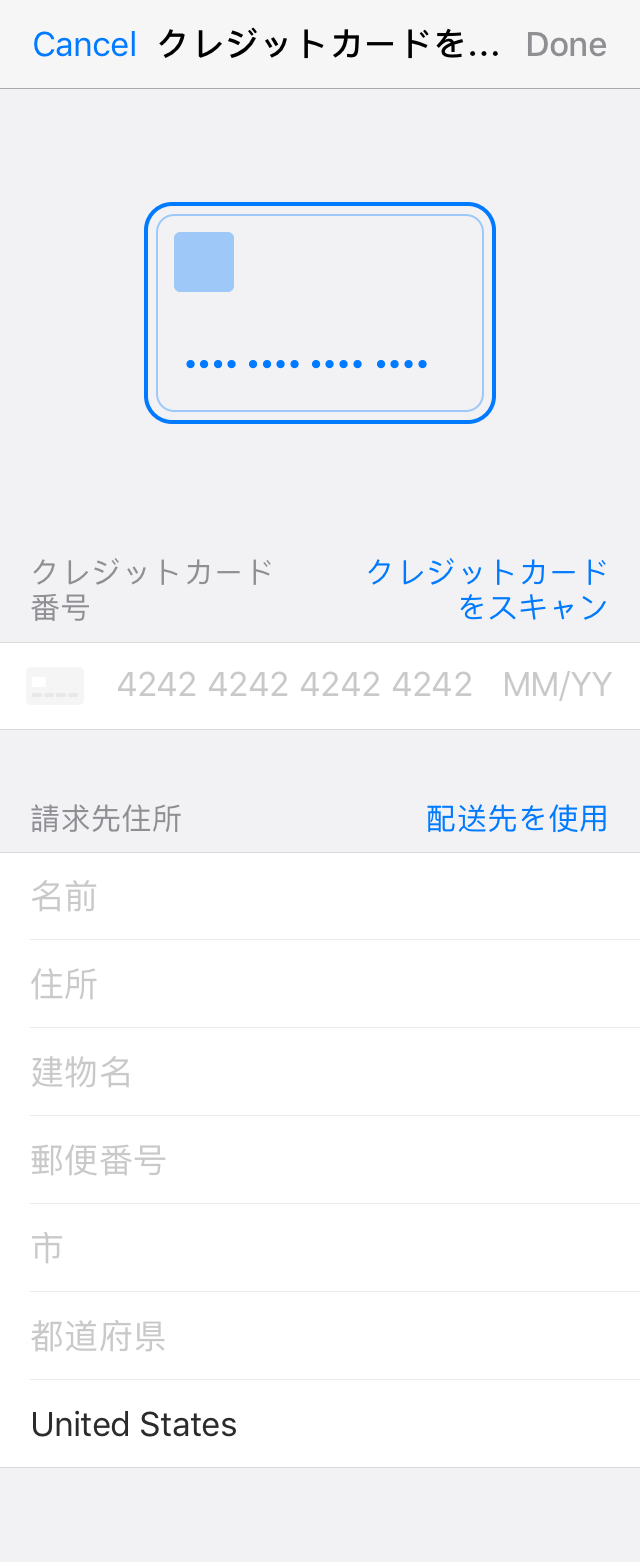 Cancel クレジットカードを... Done
クレジットカード
番号
クレジットカード
をスキャン
4242 4242 4242 4242 MM/YY
請求先住所 配送先を使用
名前
住所
建物名
郵便番号
市
都道府県
United States